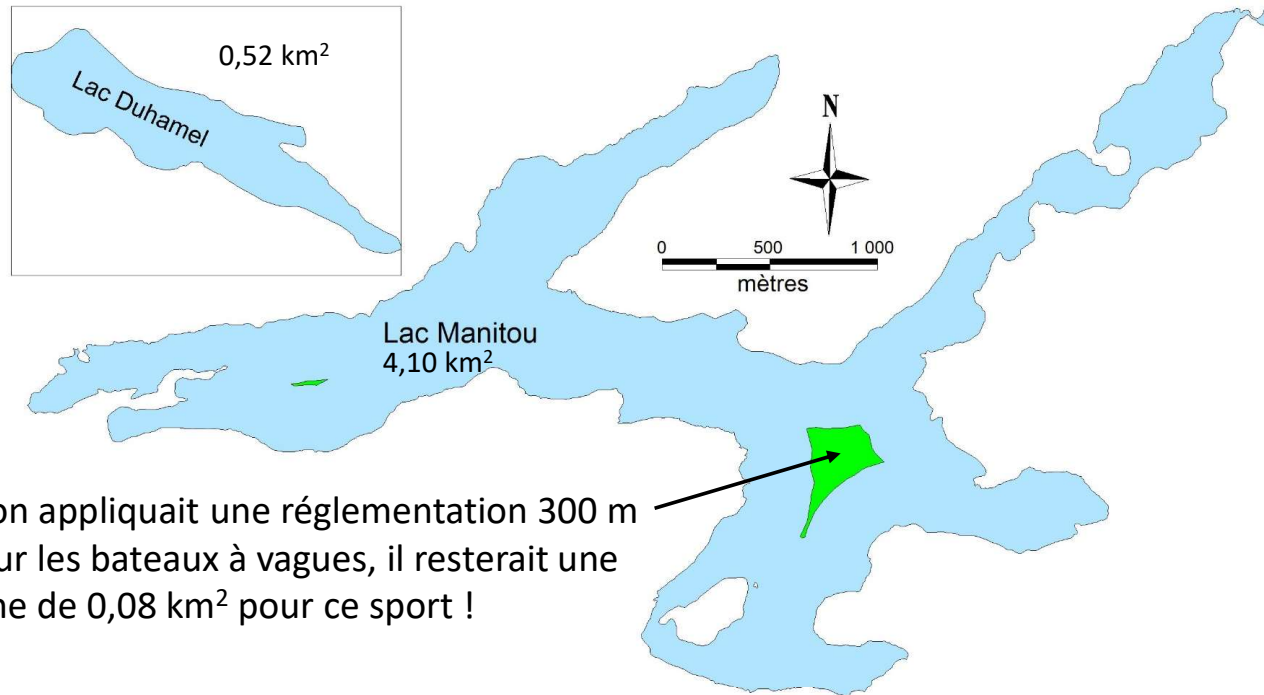 0,52 km²
Lac Duhamel
N
0 500 1 000
mètres
Lac Manitou
4,10 km²
on appliquait une réglementation 300 m
ur les bateaux à vagues, il resterait une
ne de 0,08 km² pour ce sport !